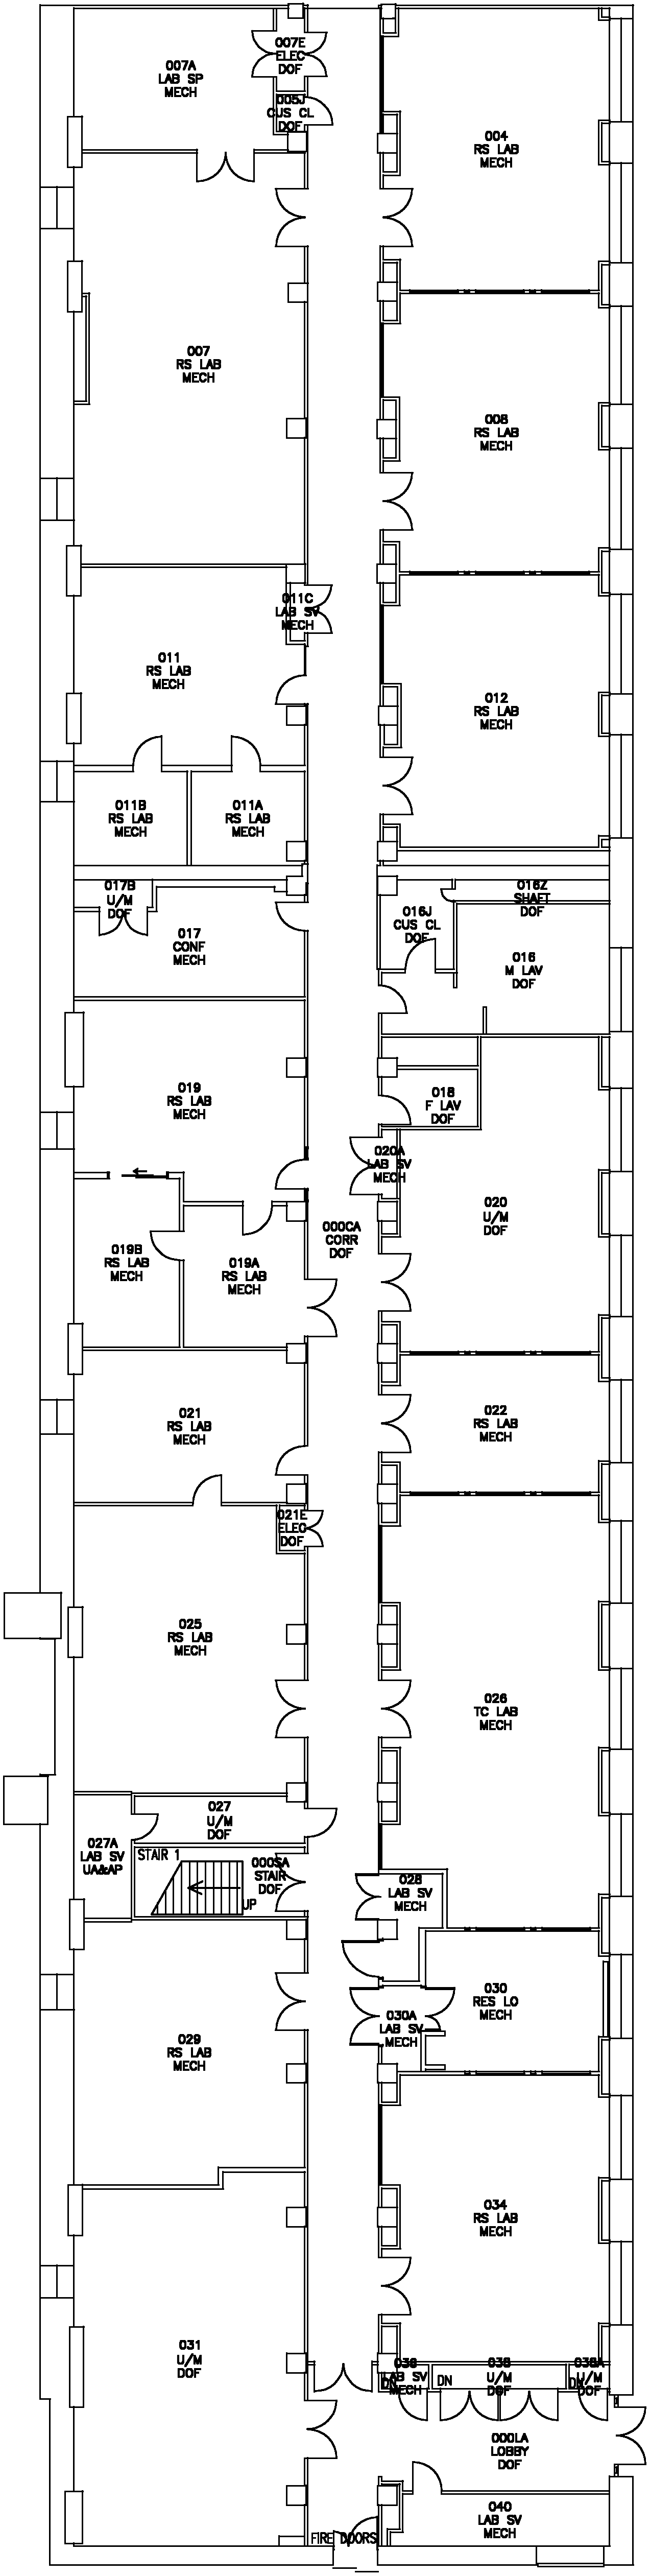 007E
ELEC
DOF
007A
LAB SP
MECH
005J
CUS CL
DOF
004
RS LAB
MECH
007
RS LAB
MECH
008
RS LAB
MECH
011C
LAB SV
MECH
011
RS LAB
MECH
012
RS LAB
MECH
011B
RS LAB
MECH
011A
RS LAB
MECH
017B
U/M
DOF
016Z
SHAFT
DOF
016J
CUS CL
DOF
017
CONF
MECH
016
M LAV
DOF
019
RS LAB
MECH
018
F LAV
DOF
020A
LAB SV
MECH
020
U/M
DOF
000CA
CORR
DOF
019B
RS LAB
MECH
019A
RS LAB
MECH
021
RS LAB
MECH
022
RS LAB
MECH
021E
ELEC
DOF
025
RS LAB
MECH
026
TC LAB
MECH
027
U/M
DOF
027A
LAB SV
UA&AP
STAIR 1
000SA
STAIR
DOF
UP
028
LAB SV
MECH
030
RES LO
MECH
030A
LAB SV
MECH
029
RS LAB
MECH
034
RS LAB
MECH
031
U/M
DOF
036
LAB SV
MECH
DN
DN
038
U/M
DOF
038A
U/M
DOF
DN
000LA
LOBBY
DOF
040
LAB SV
MECH
FIRE DOORS